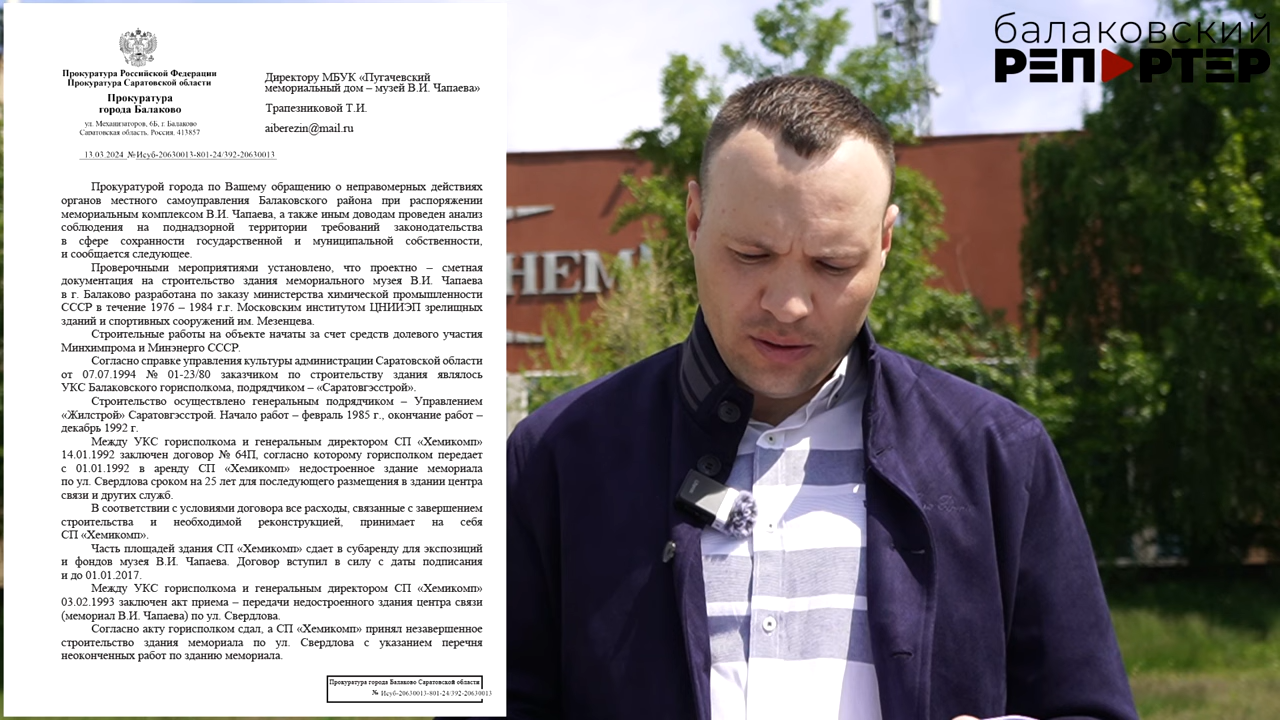 Прокуратура Российской Федерации
Прокуратура Саратовской области
Прокуратура
города Балаково
ул. Механизаторов, 6Б, г. Балаково
Саратовская область, Россия, 413857
13.03.2024 № Исуб-20630013-801-24/392-20630013
Директору МБУК «Пугачевский
мемориальный дом – музей В.И. Чапаева»
Трапезниковой Т.И.
aiberezin@mail.ru
Прокуратурой города по Вашему обращению о неправомерных действиях
органов местного самоуправления Балаковского района при распоряжении
мемориальным комплексом В.И. Чапаева, а также иным доводам проведен анализ
соблюдения на поднадзорной территории требований законодательства
в сфере сохранности государственной и муниципальной собственности,
и сообщается следующее.
Проверочными мероприятиями установлено, что проектно – сметная
документация на строительство здания мемориального музея В.И. Чапаева
в г. Балаково разработана по заказу министерства химической промышленности
СССР в течение 1976 – 1984 г.г. Московским институтом ЦНИИЭП зрелищных
зданий и спортивных сооружений им. Мезенцева.
Строительные работы на объекте начаты за счет средств долевого участия
Минхимпрома и Минэнерго СССР.
Согласно справке управления культуры администрации Саратовской области
от 07.07.1994 № 01-23/80 заказчиком по строительству здания являлось
УКС Балаковского горисполкома, подрядчиком – «Саратовгэсстрой».
Строительство осуществлено генеральным подрядчиком – Управлением
«Жилстрой» Саратовгэсстрой. Начало работ – февраль 1985 г., окончание работ –
декабрь 1992 г.
Между УКС горисполкома и генеральным директором СП «Хемикомп»
14.01.1992 заключен договор № 64П, согласно которому горисполком передает
с 01.01.1992 в аренду СП «Хемикомп» недостроенное здание мемориала
по ул. Свердлова сроком на 25 лет для последующего размещения в здании центра
связи и других служб.
В соответствии с условиями договора все расходы, связанные с завершением
строительства и необходимой реконструкцией, принимает на себя
СП «Хемикомп».
Часть площадей здания СП «Хемикомп» сдает в субаренду для экспозиций
и фондов музея В.И. Чапаева. Договор вступил в силу с даты подписания
и до 01.01.2017.
Между УКС горисполкома и генеральным директором СП «Хемикомп»
03.02.1993 заключен акт приема – передачи недостроенного здания центра связи
(мемориал В.И. Чапаева) по ул. Свердлова.
Согласно акту горисполком сдал, а СП «Хемикомп» принял незавершенное
строительство здания мемориала по ул. Свердлова с указанием перечня
неоконченных работ по зданию мемориала.
Прокуратура города Балаково Саратовской области
№ Исуб-20630013-801-24/392-20630013
балаковский
РЕПОРТЕР
НЕМ